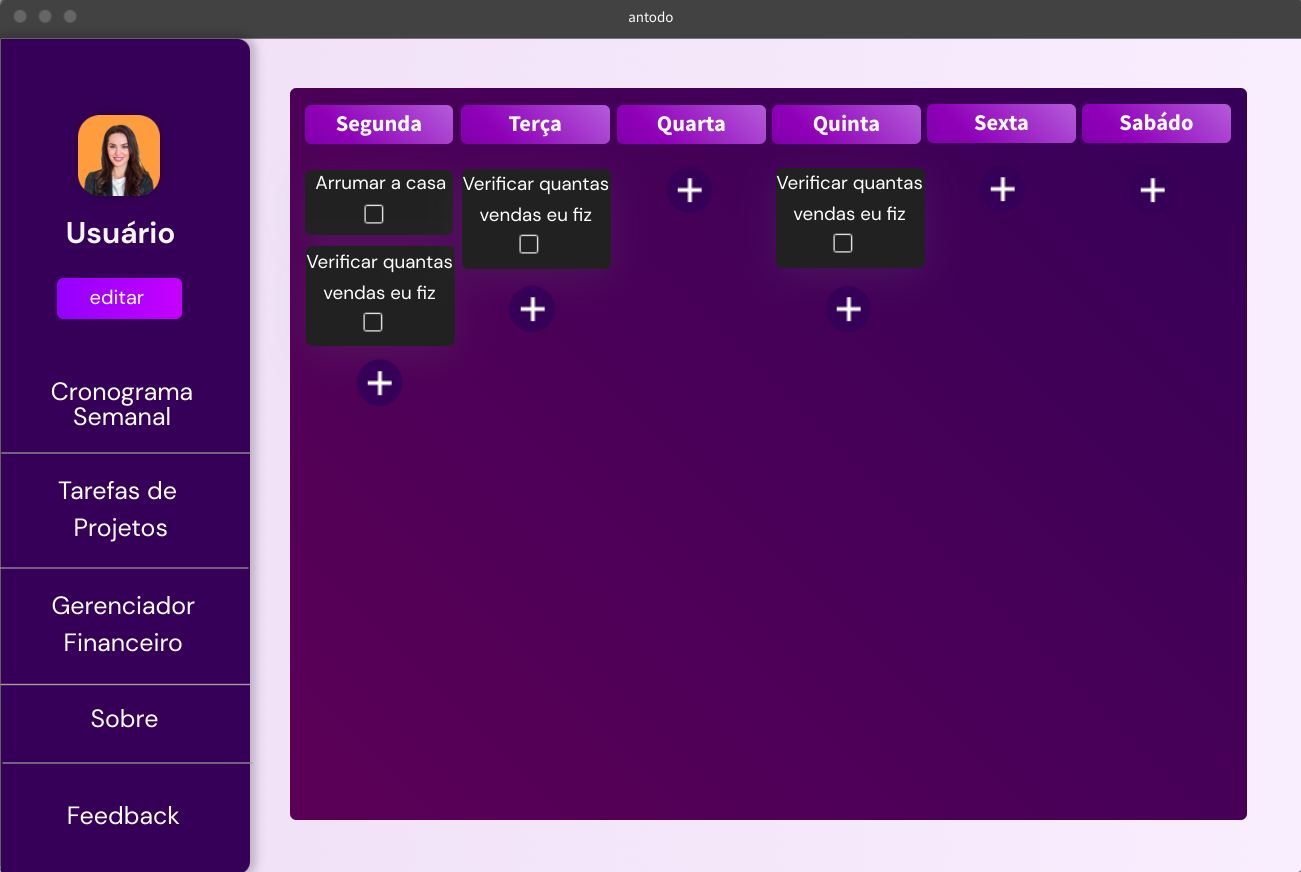 antodo
Usuário
editar
Cronograma
Semanal
Tarefas de
Projetos
Gerenciador
Financeiro
Sobre
Feedback
Segunda
Terça
Quarta
Quinta
Sexta
Sabádo
Arrumar a casa
Verificar quantas
vendas eu fiz
Verificar quantas
vendas eu fiz
Verificar quantas
vendas eu fiz